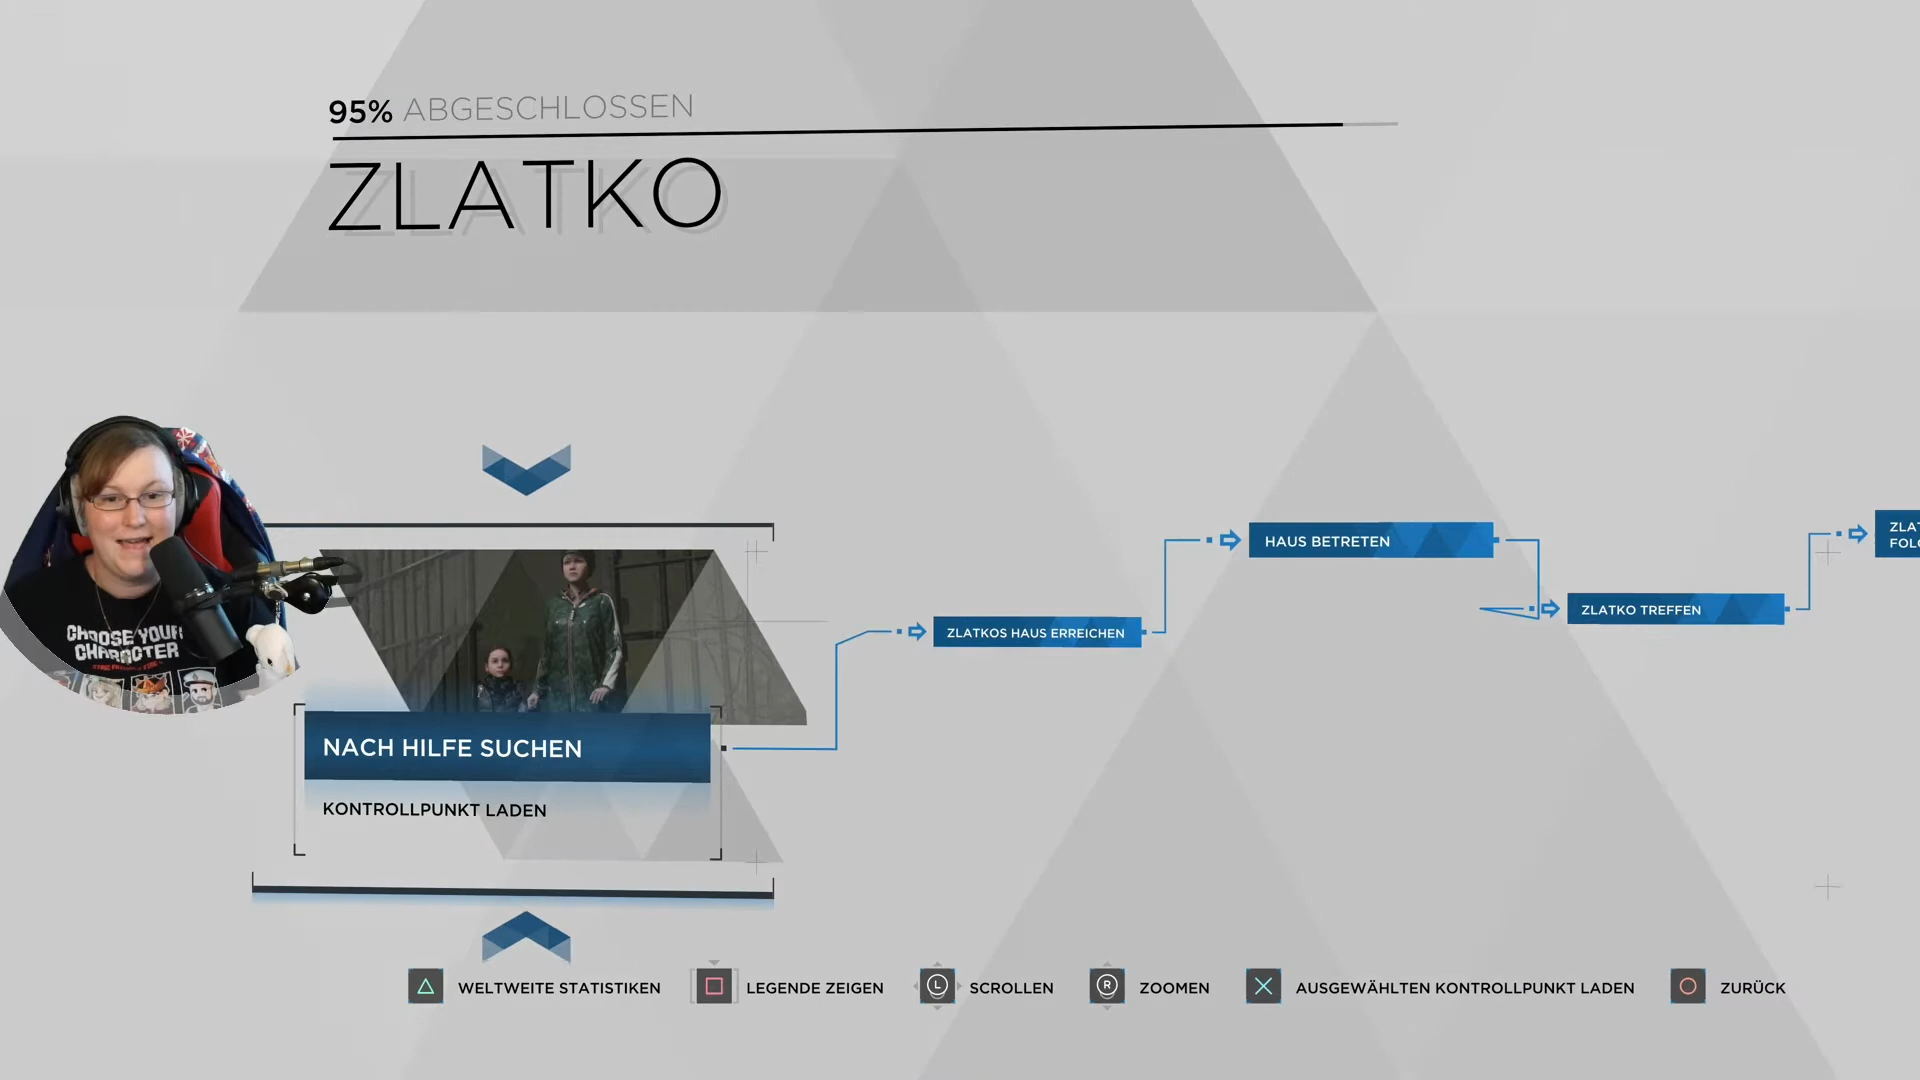 95% ABGESCHLOSSEN
ZLATKO
HAUS BETRETEN
ZLATKO TREFFEN
ZLATKOS HAUS ERREICHEN
CHOOSE YOUR
CHARACTER
NACH HILFE SUCHEN
KONTROLLPUNKT LADEN
WELTWEITE STATISTIKEN
LEGENDE ZEIGEN
L
SCROLLEN
R
ZOOMEN
AUSGEWÄHLTEN KONTROLLPUNKT LADEN
ZURÜCK